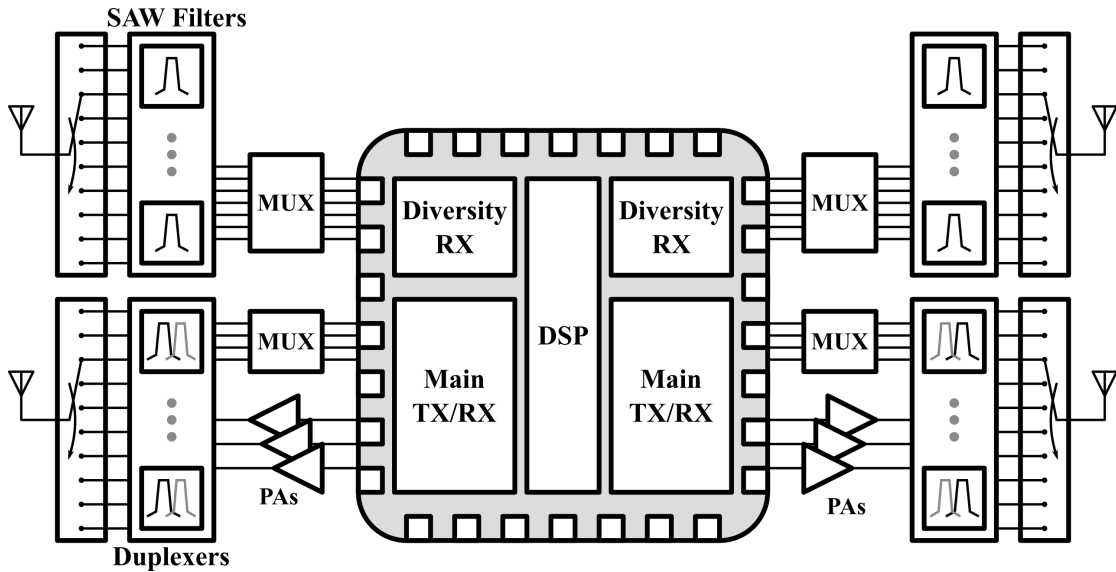 SAW Filters
MUX
Diversity
RX
Diversity
RX
MUX
DSP
MUX
Main
TX/RX
Main
TX/RX
MUX
PAs
PAs
Duplexers